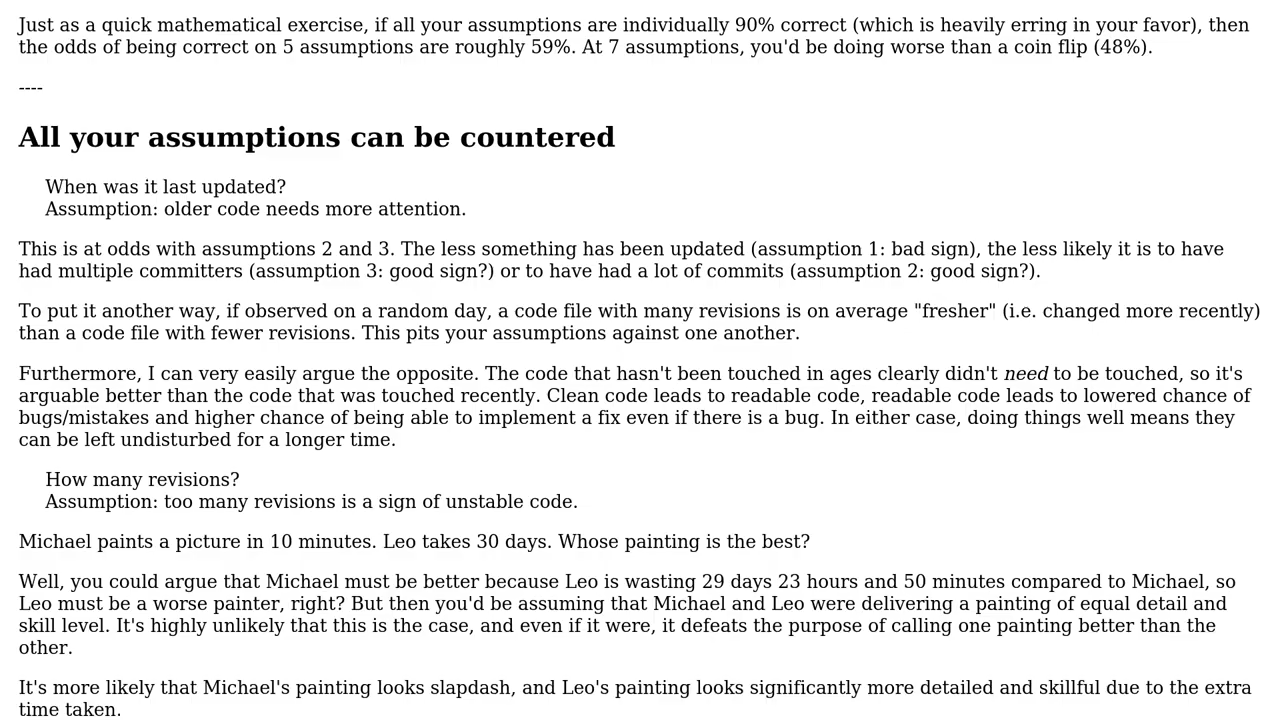 Just as a quick mathematical exercise, if all your assumptions are individually 90% correct (which is heavily erring in your favor), then
the odds of being correct on 5 assumptions are roughly 59%. At 7 assumptions, you'd be doing worse than a coin flip (48%).
----
All your assumptions can be countered
When was it last updated?
Assumption: older code needs more attention.
This is at odds with assumptions 2 and 3. The less something has been updated (assumption 1: bad sign), the less likely it is to have
had multiple committers (assumption 3: good sign?) or to have had a lot of commits (assumption 2: good sign?).
To put it another way, if observed on a random day, a code file with many revisions is on average "fresher" (i.e. changed more recently)
than a code file with fewer revisions. This pits your assumptions against one another.
Furthermore, I can very easily argue the opposite. The code that hasn't been touched in ages clearly didn't need to be touched, so it's
arguable better than the code that was touched recently. Clean code leads to readable code, readable code leads to lowered chance of
bugs/mistakes and higher chance of being able to implement a fix even if there is a bug. In either case, doing things well means they
can be left undisturbed for a longer time.
How many revisions?
Assumption: too many revisions is a sign of unstable code.
Michael paints a picture in 10 minutes. Leo takes 30 days. Whose painting is the best?
Well, you could argue that Michael must be better because Leo is wasting 29 days 23 hours and 50 minutes compared to Michael, so
Leo must be a worse painter, right? But then you'd be assuming that Michael and Leo were delivering a painting of equal detail and
skill level. It's highly unlikely that this is the case, and even if it were, it defeats the purpose of calling one painting better than the
other.
It's more likely that Michael's painting looks slapdash, and Leo's painting looks significantly more detailed and skillful due to the extra
time taken.